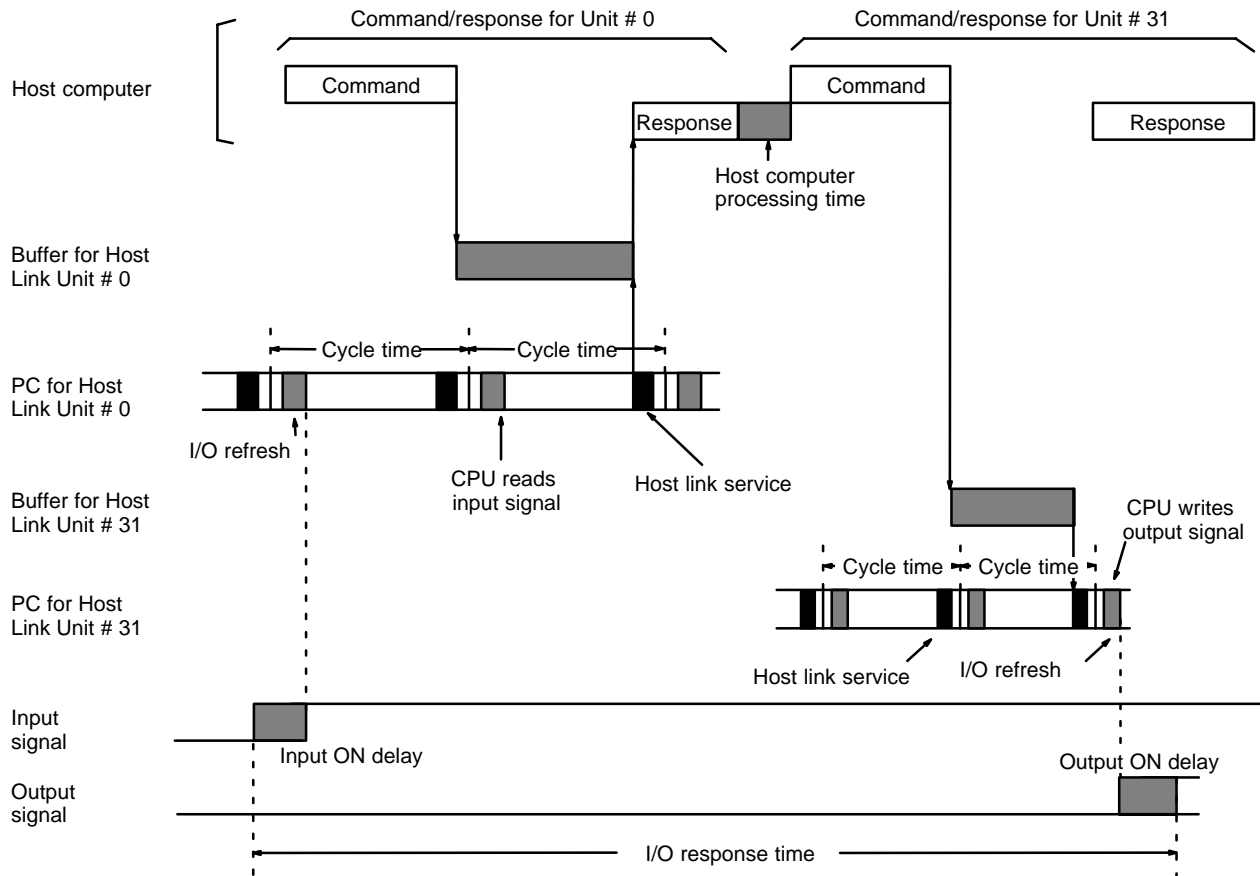 Command/response for Unit # 0
Command/response for Unit # 31
Host computer
Command
Command
Response
Response
Host computer
processing time
Buffer for Host
Link Unit # 0
Cycle time
Cycle time
PC for Host
Link Unit # 0
I/O refresh
CPU reads
input signal
Host link service
Buffer for Host
Link Unit # 31
CPU writes
output signal
Cycle time
Cycle time
PC for Host
Link Unit # 31
Host link service
I/O refresh
Input
signal
Input ON delay
Output ON delay
Output
signal
I/O response time